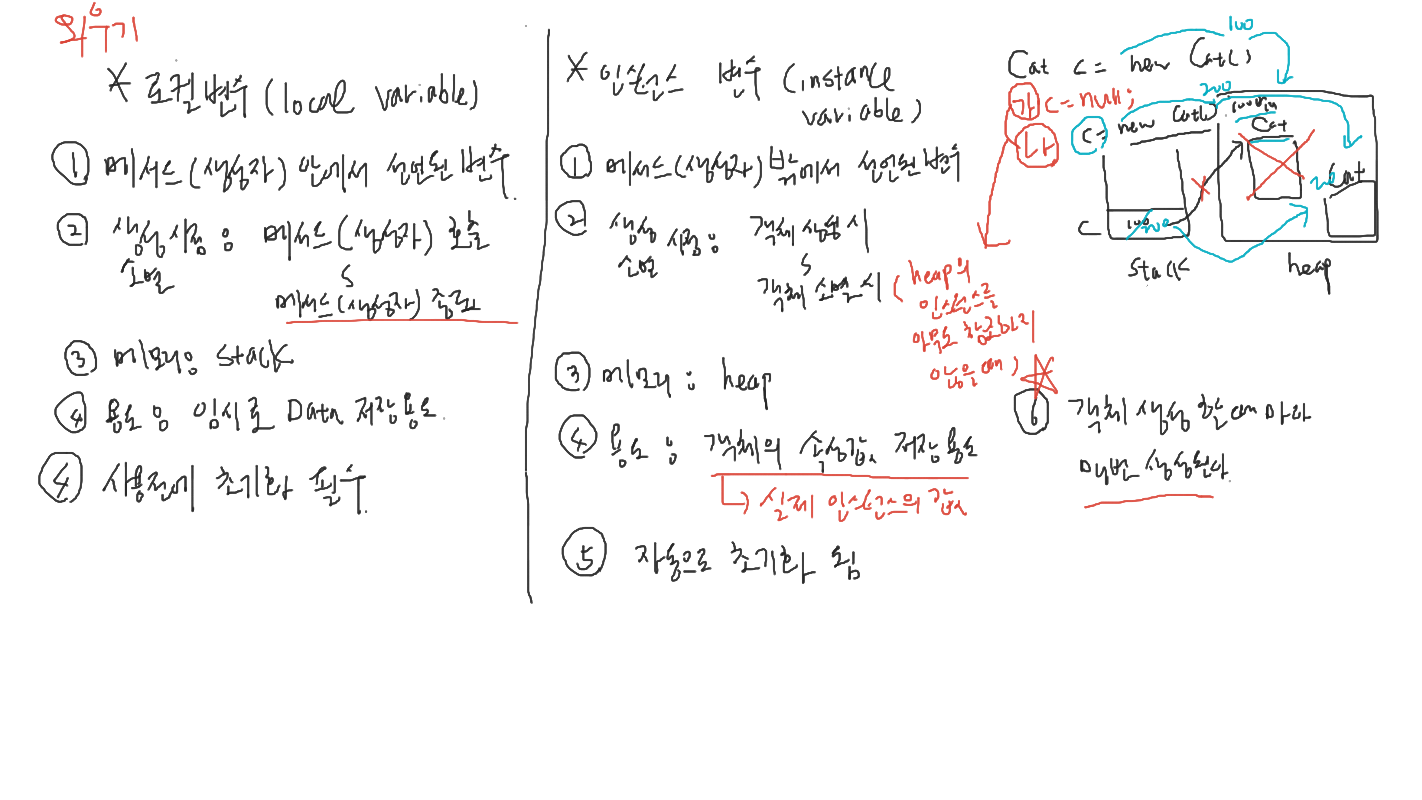 외우기
* 로컬변수 (local variable)
① 메서드(생성자) 안에서 선언된 변수
② 생성 시점 : 메서드(생성자) 호출
소멸
~
메서드(생성자) 종료
③ 메모리 : stack
④ 용도 : 임시로 Data 저장용도.
④ 사용전에 초기화 필수.
* 인스턴스 변수 (instance
variable)
① 메서드(생성자) 밖에서 선언된 변수
② 생성 시점 : 객체 생성 시
소멸
~
객체 소멸 시 (heap의
인스턴스를
아무도 참조하지
않을 때)
③ 메모리 : heap
④ 용도 : 객체의 속성값 저장용도
→ 실제 인스턴스의 값
⑤ 자동으로 초기화 됨
100
Cat c = new Cat()
가 c = null;
200
나 c = new Cat() 100번지
Cat
200 Cat
c 100 200
stack heap
⑥ 객체 생성 할 때 마다
매번 생성된다.